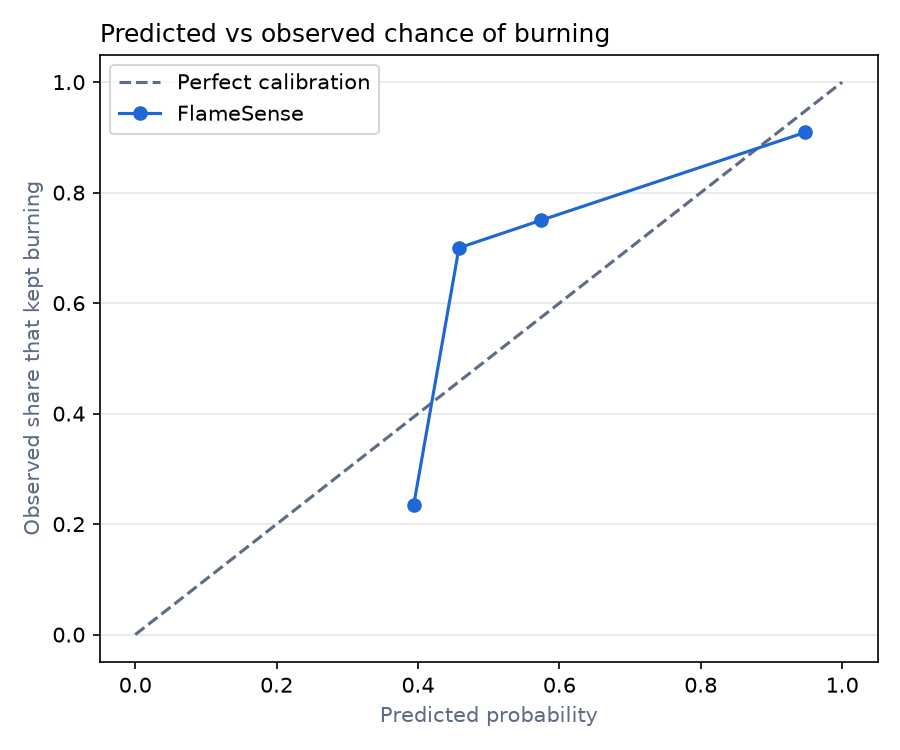 Predicted vs observed chance of burning
Perfect calibration
FlameSense
Observed share that kept burning
1.0
0.8
0.6
0.4
0.2
0.0
0.0 0.2 0.4 0.6 0.8 1.0
Predicted probability